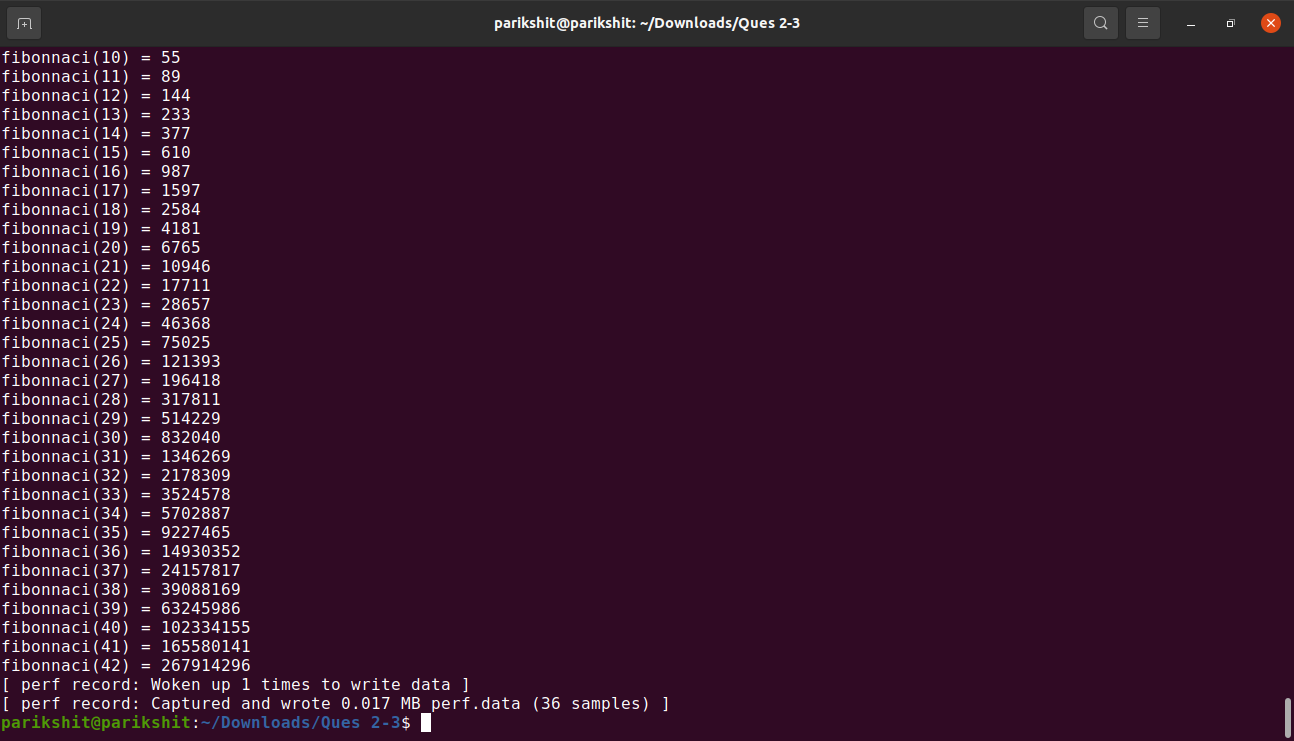 parikshit@parikshit: ~/Downloads/Ques 2-3
fibonnaci(10) = 55
fibonnaci(11) = 89
fibonnaci(12) = 144
fibonnaci(13) = 233
fibonnaci(14) = 377
fibonnaci(15) = 610
fibonnaci(16) = 987
fibonnaci(17) = 1597
fibonnaci(18) = 2584
fibonnaci(19) = 4181
fibonnaci(20) = 6765
fibonnaci(21) = 10946
fibonnaci(22) = 17711
fibonnaci(23) = 28657
fibonnaci(24) = 46368
fibonnaci(25) = 75025
fibonnaci(26) = 121393
fibonnaci(27) = 196418
fibonnaci(28) = 317811
fibonnaci(29) = 514229
fibonnaci(30) = 832040
fibonnaci(31) = 1346269
fibonnaci(32) = 2178309
fibonnaci(33) = 3524578
fibonnaci(34) = 5702887
fibonnaci(35) = 9227465
fibonnaci(36) = 14930352
fibonnaci(37) = 24157817
fibonnaci(38) = 39088169
fibonnaci(39) = 63245986
fibonnaci(40) = 102334155
fibonnaci(41) = 165580141
fibonnaci(42) = 267914296
[ perf record: Woken up 1 times to write data ]
[ perf record: Captured and wrote 0.017 MB perf.data (36 samples) ]
parikshit@parikshit:~/Downloads/Ques 2-3$